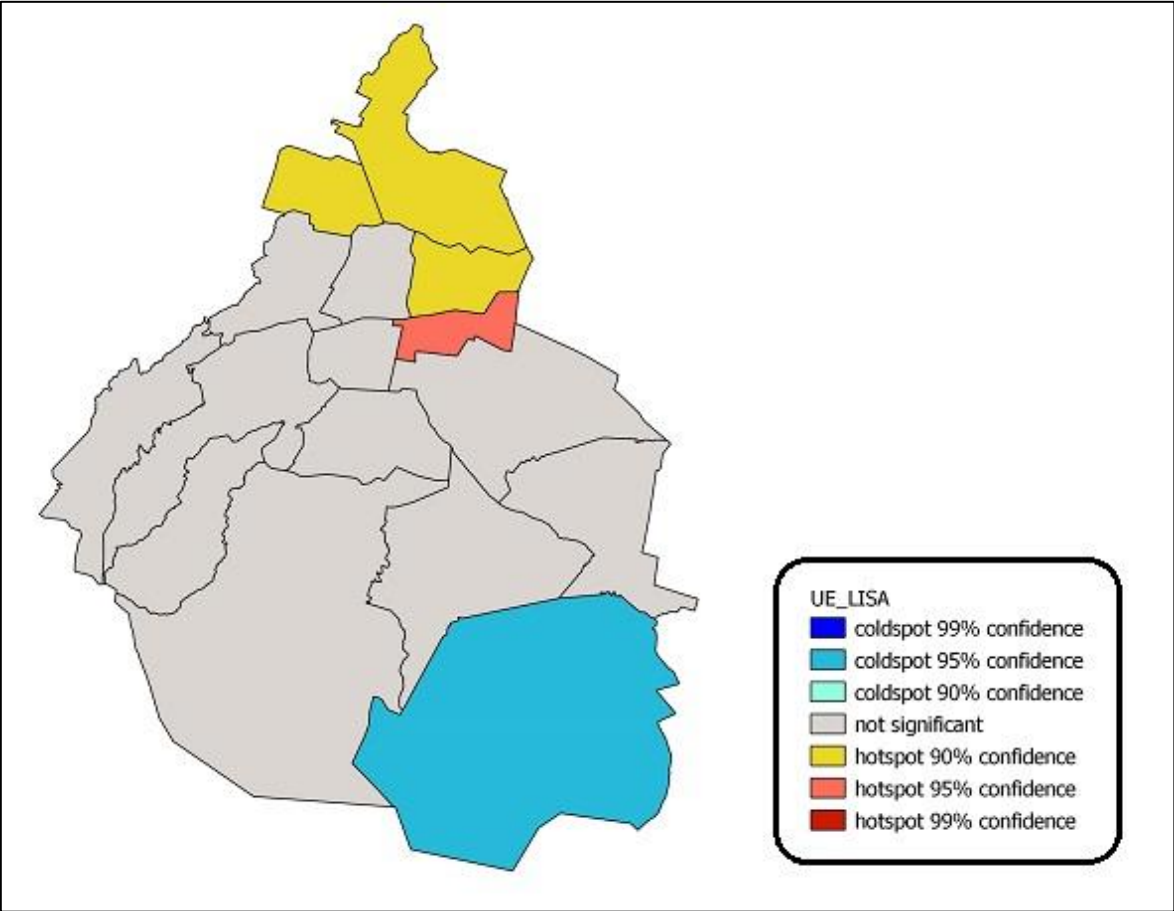 UE_LISA
coldspot 99% confidence
coldspot 95% confidence
coldspot 90% confidence
not significant
hotspot 90% confidence
hotspot 95% confidence
hotspot 99% confidence